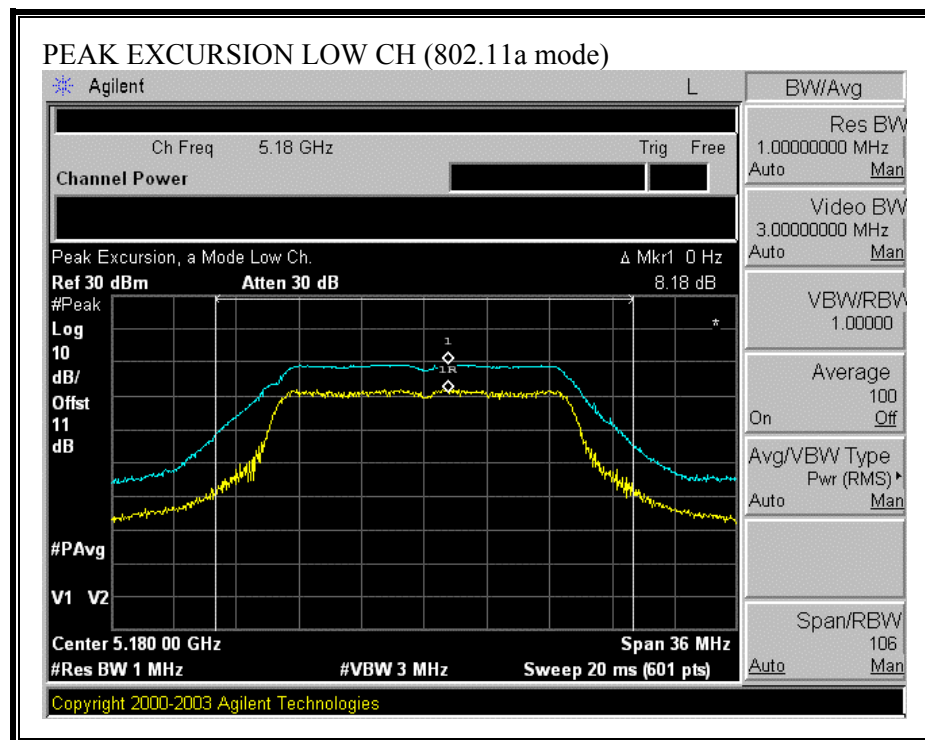 PEAK EXCURSION LOW CH (802.11a mode)
Agilent L
Ch Freq 5.18 GHz Trig Free
Channel Power
Peak Excursion, a Mode Low Ch. Δ Mkr1 0 Hz
Ref 30 dBm Atten 30 dB 8.18 dB
#Peak
Log
10
dB/
Offst
11
dB
*
1
1R
#PAvg
V1 V2
Center 5.180 00 GHz Span 36 MHz
#Res BW 1 MHz #VBW 3 MHz Sweep 20 ms (601 pts)
Copyright 2000-2003 Agilent Technologies
BW/Avg
Res BW
1.00000000 MHz
Auto Man
Video BW
3.00000000 MHz
Auto Man
VBW/RBW
1.00000
Average
100
On Off
Avg/VBW Type
Pwr (RMS)
Auto Man
Span/RBW
106
Auto Man